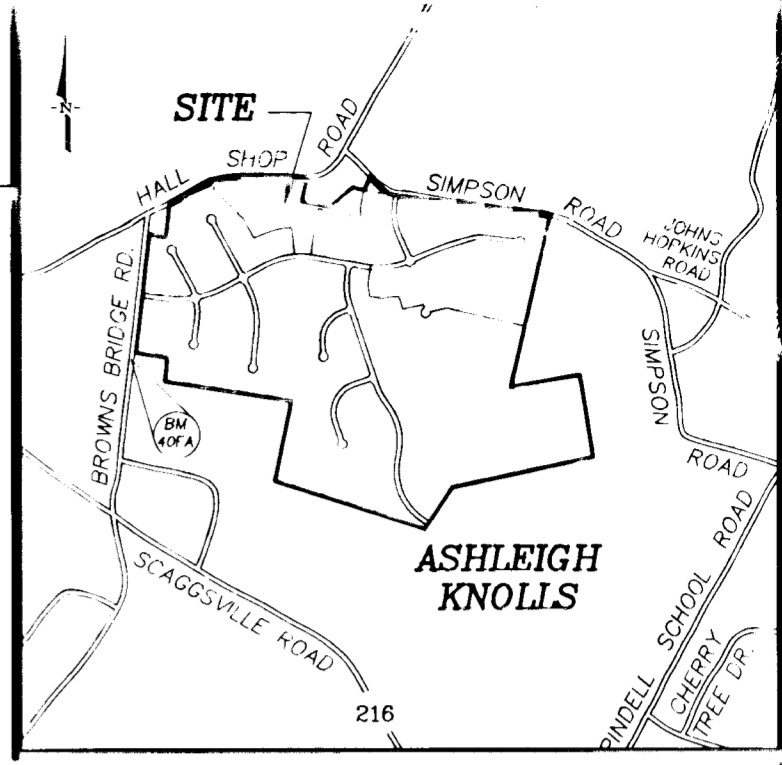 -N-
SITE
HALL SHOP ROAD
SIMPSON ROAD
JOHNS
HOPKINS
ROAD
BROWNS BRIDGE RD.
SIMPSON ROAD
BM
40FA
ASHLEIGH
KNOLLS
SCAGGSVILLE ROAD
PINDELL SCHOOL ROAD
CHERRY
TREE DR.
216